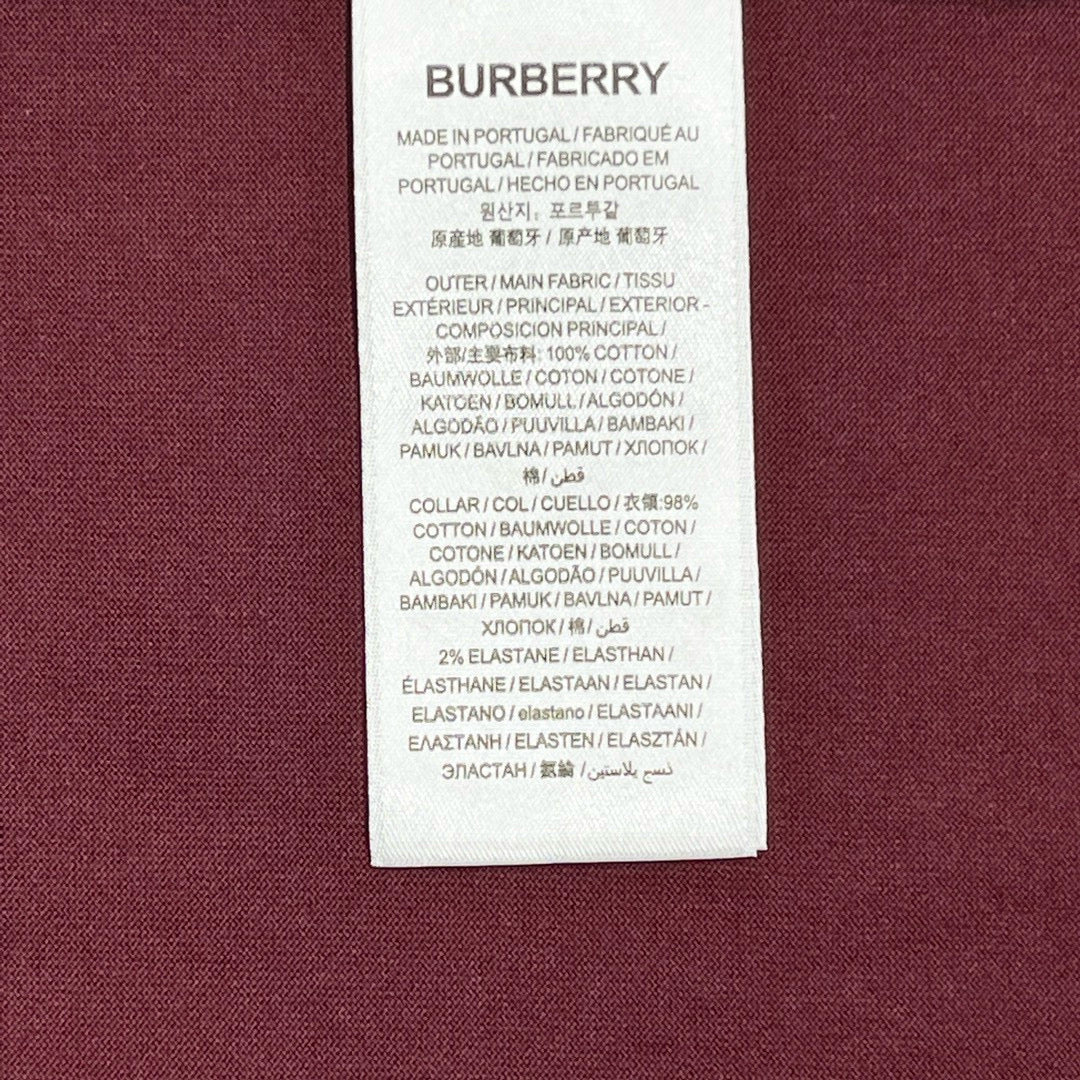 BURBERRY
MADE IN PORTUGAL / FABRIQUÉ AU
PORTUGAL / FABRICADO EM
PORTUGAL / HECHO EN PORTUGAL
원산지: 포르투갈
原産地 葡萄牙 / 原产地 葡萄牙
OUTER / MAIN FABRIC / TISSU
EXTÉRIEUR / PRINCIPAL / EXTERIOR -
COMPOSICION PRINCIPAL /
外部/主要布料: 100% COTTON /
BAUMWOLLE / COTON / COTONE /
KATOEN / BOMULL / ALGODÓN /
ALGODÃO / PUUVILLA / BAMBAKI /
PAMUK / BAVLNA / PAMUT / ХЛОПОК /
棉 / قطن
COLLAR / COL / CUELLO / 衣領:98%
COTTON / BAUMWOLLE / COTON /
COTONE / KATOEN / BOMULL /
ALGODÓN / ALGODÃO / PUUVILLA /
BAMBAKI / PAMUK / BAVLNA / PAMUT /
ХЛОПОК / 棉 / قطن
2% ELASTANE / ELASTHAN /
ÉLASTHANE / ELASTAAN / ELASTAN /
ELASTANO / elastano / ELASTAANI /
ΕΛΑΣΤΑΝΗ / ELASTEN / ELASZTÁN /
ЭЛАСТАН / 氨綸 / نسج يلاستين